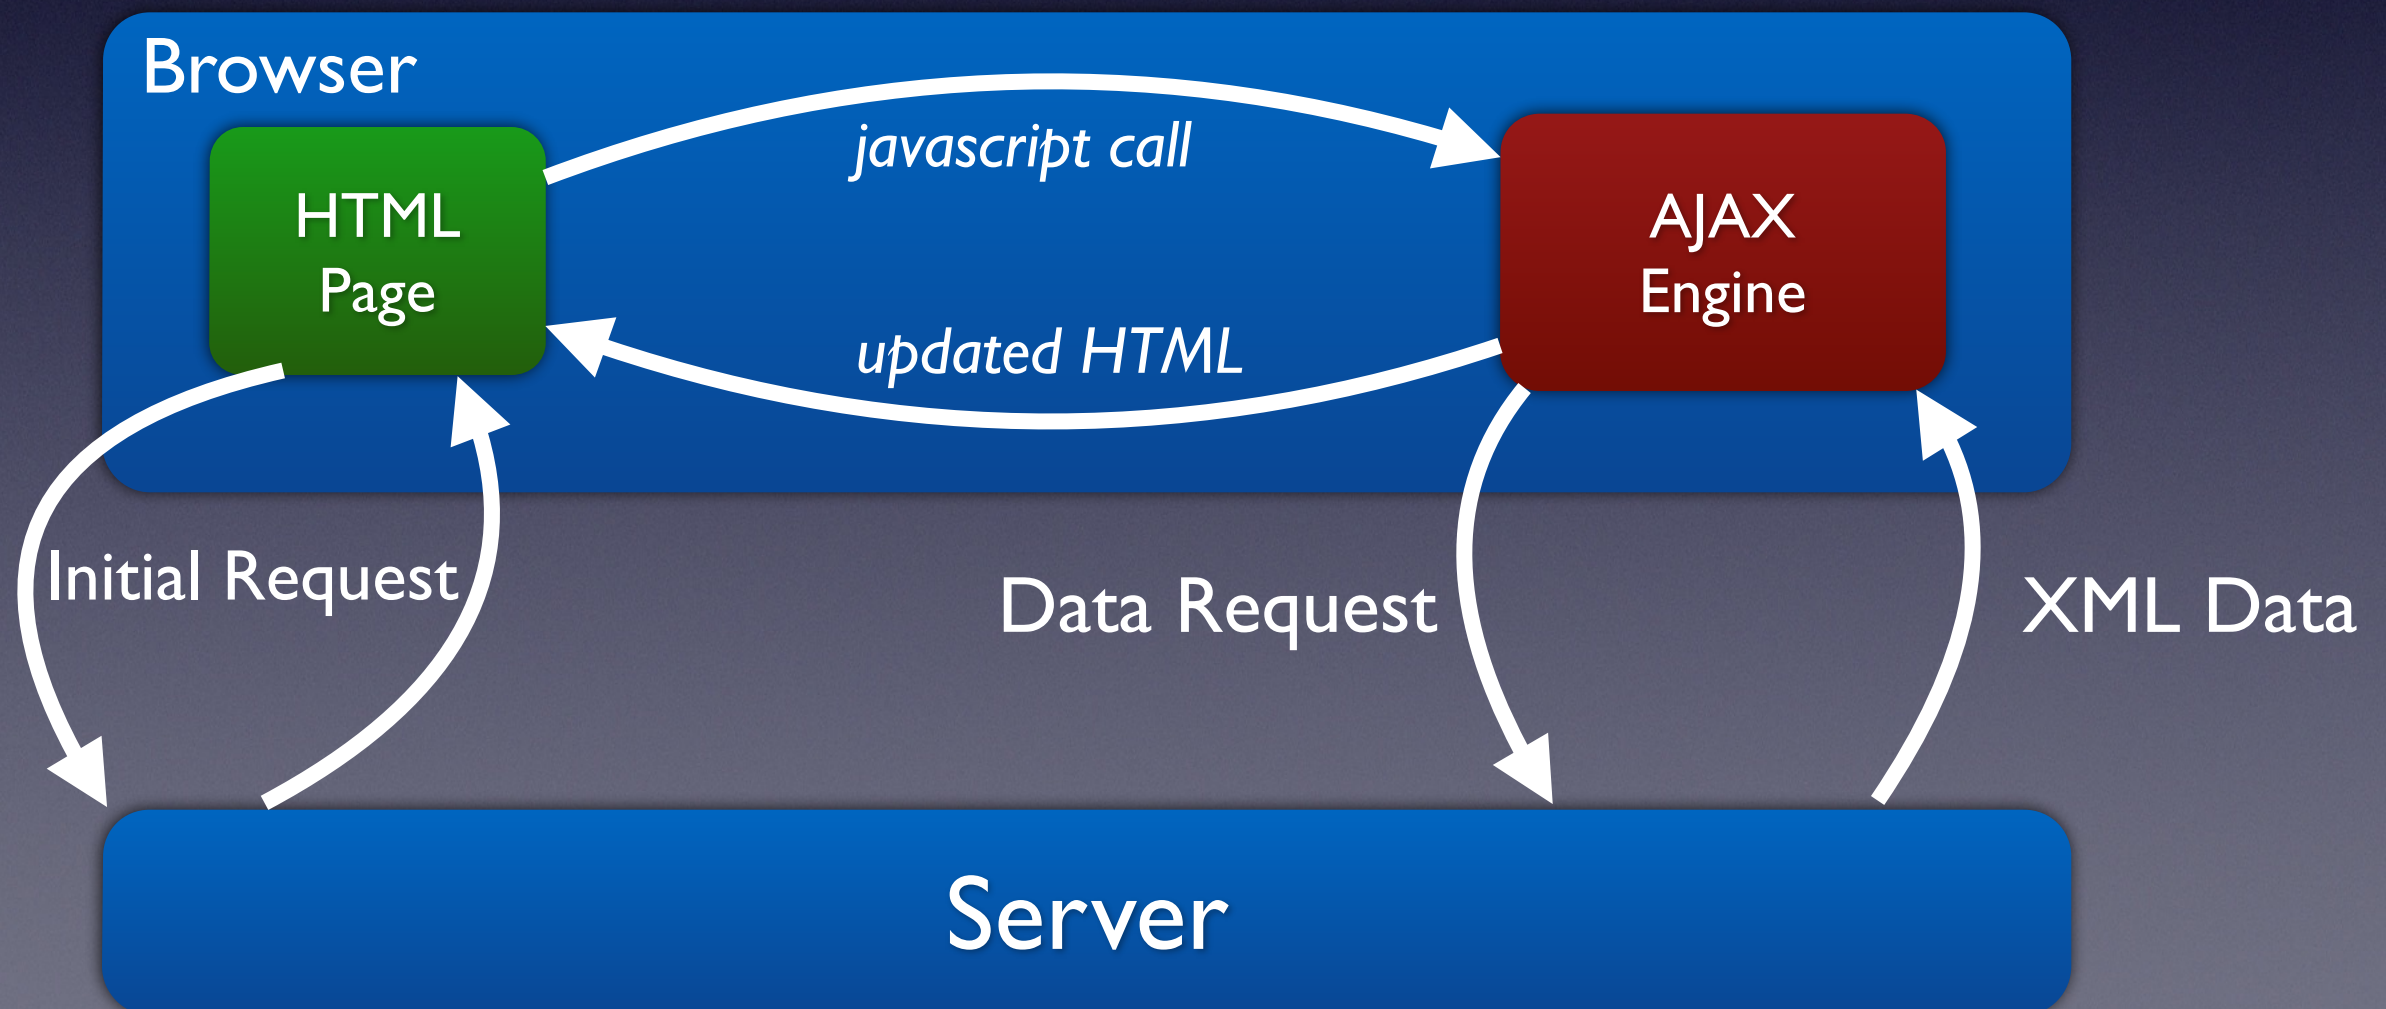 Browser
javascript call
HTML
Page
AJAX
Engine
updated HTML
Initial Request
Data Request
XML Data
Server